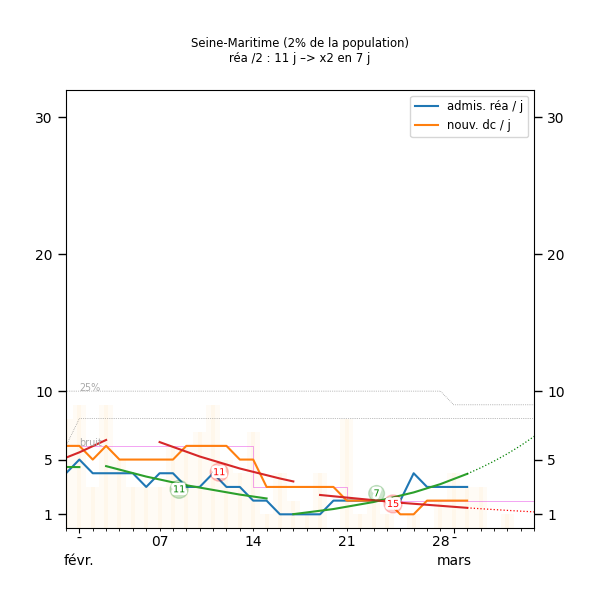 Seine-Maritime (2% de la population)
réa /2 : 11 j –> x2 en 7 j
admis. réa / j
nouv. dc / j
30
30
20
20
10
10
25%
bruit
5
5
11
11
7
15
1
1
07
14
21
28
févr.
mars